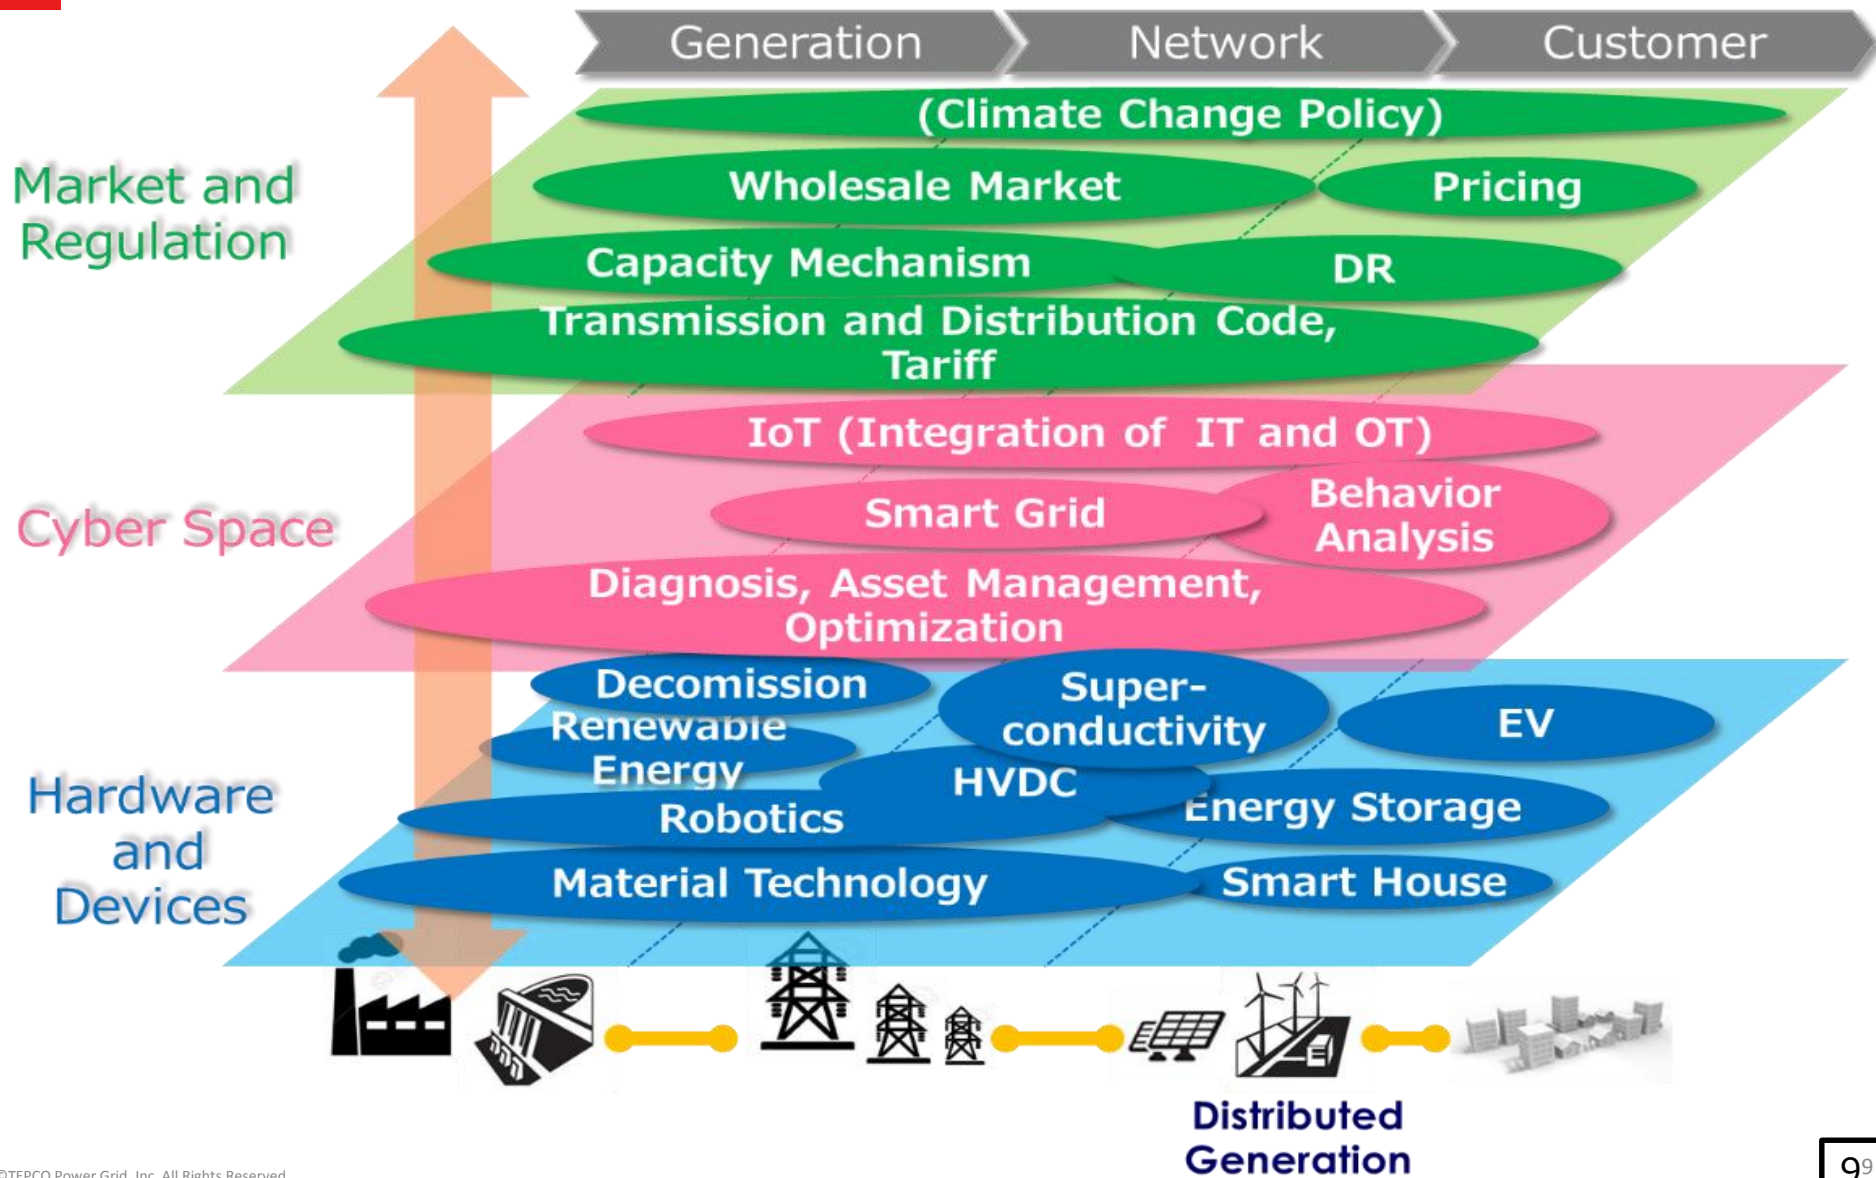 Generation
Network
Customer
Market and
Regulation
(Climate Change Policy)
Wholesale Market
Pricing
Capacity Mechanism
DR
Transmission and Distribution Code,
Tariff
Cyber Space
IoT (Integration of IT and OT)
Smart Grid
Behavior
Analysis
Diagnosis, Asset Management,
Optimization
Hardware
and
Devices
Decomission
Super-
conductivity
EV
Renewable
Energy
HVDC
Energy Storage
Robotics
Material Technology
Smart House
Distributed
Generation
©TEPCO Power Grid, Inc. All Rights Reserved
9
9